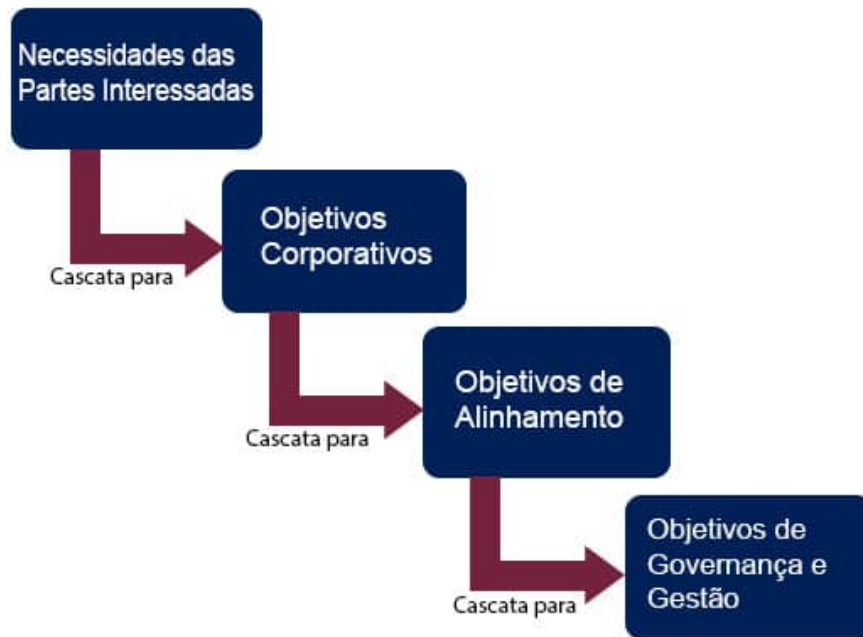 Necessidades das
Partes Interessadas
Cascata para
Objetivos
Corporativos
Cascata para
Objetivos de
Alinhamento
Cascata para
Objetivos de
Governança e
Gestão